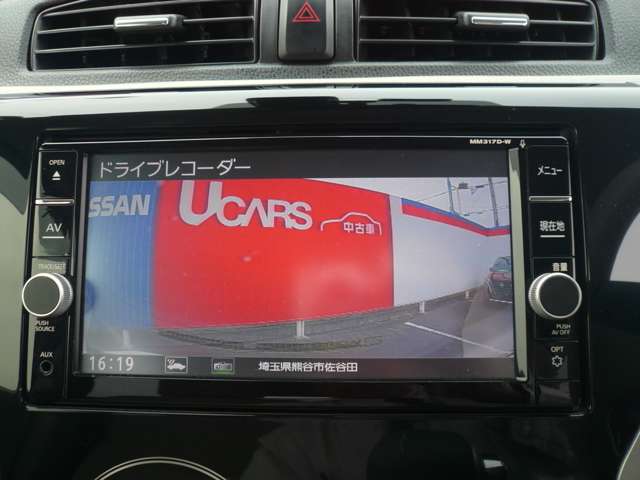 MM317D-W
OPEN
ドライブレコーダー
メニュー
SSAN
UCARS
中古車
AV
現在地
TRACK/SEEK
音量
PUSH
SOURCE
PUSH
AV OFF
AUX
16:19
埼玉県熊谷市佐谷田
OPT